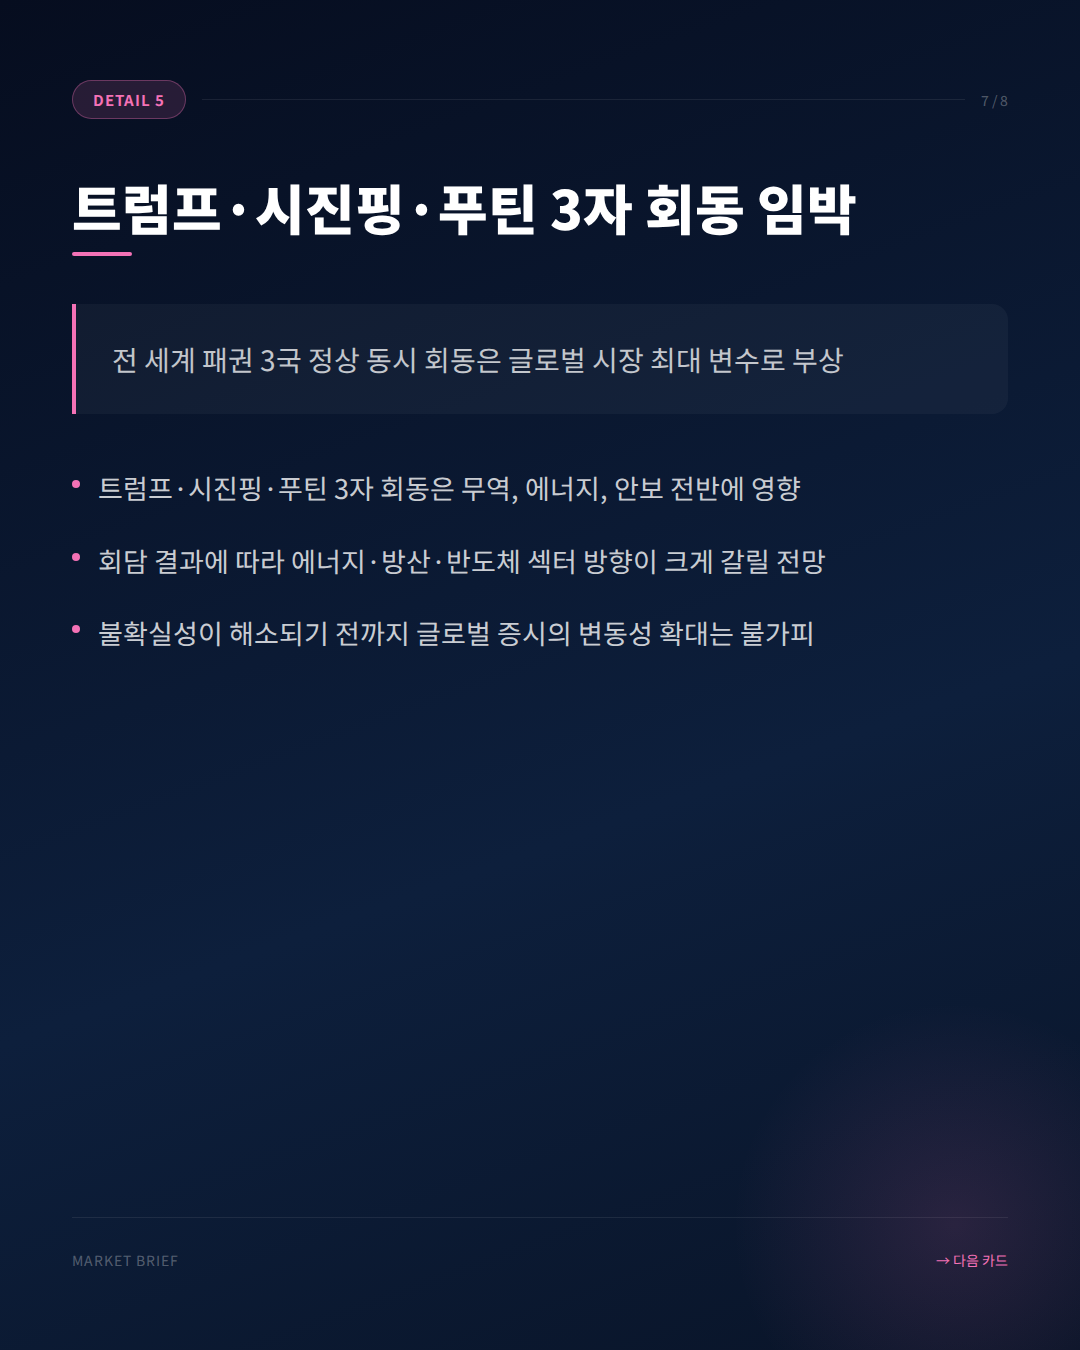 DETAIL 5
7 / 8
트럼프·시진핑·푸틴 3자 회동 임박
전 세계 패권 3국 정상 동시 회동은 글로벌 시장 최대 변수로 부상
• 트럼프·시진핑·푸틴 3자 회동은 무역, 에너지, 안보 전반에 영향
• 회담 결과에 따라 에너지·방산·반도체 섹터 방향이 크게 갈릴 전망
• 불확실성이 해소되기 전까지 글로벌 증시의 변동성 확대는 불가피
MARKET BRIEF
→ 다음 카드